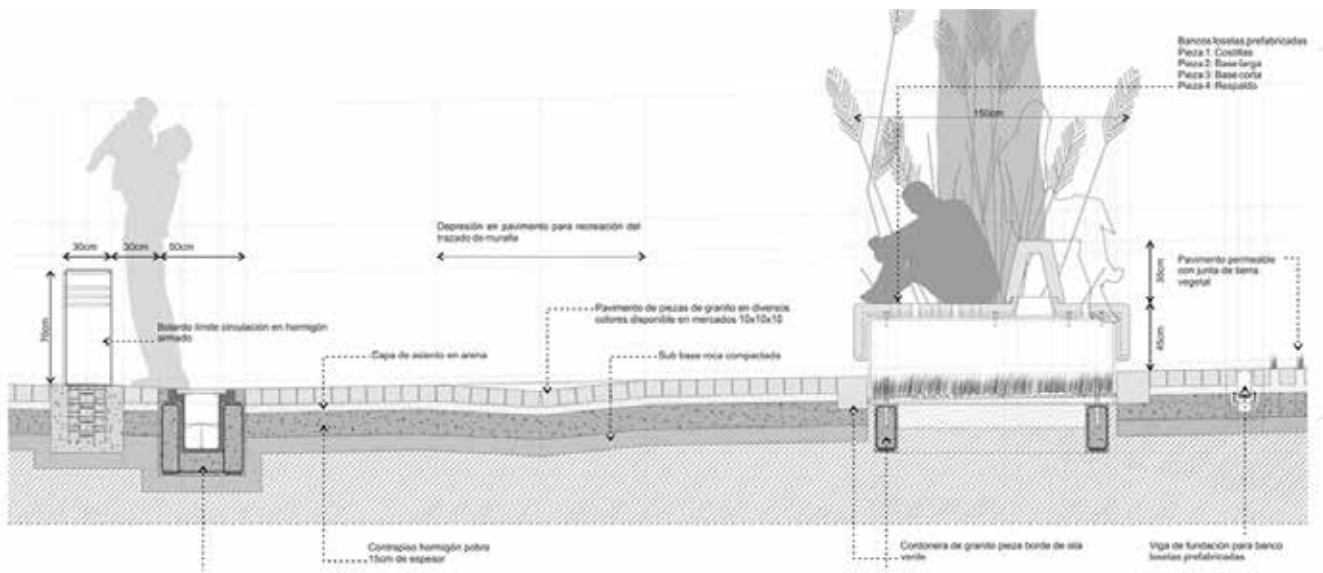 Bancos losetas prefabricadas
Pieza 1: Costillas
Pieza 2: Base larga
Pieza 3: Base corta
Pieza 4: Respaldo
150cm
30cm
30cm
50cm
Depresión en pavimento para recreación del
trazado de muralla
35cm
Pavimento permeable
con junta de tierra
vegetal
70cm
Bolardo límite circulación en hormigón
armado
Pavimento de piezas de granito en diversos
colores disponible en mercados 10x10x10
45cm
Capa de asiento en arena
Sub base roca compactada
Contrapiso hormigón pobre
15cm de espesor
Cordonera de granito pieza borde de isla
verde
Viga de fundación para banco
losetas prefabricadas